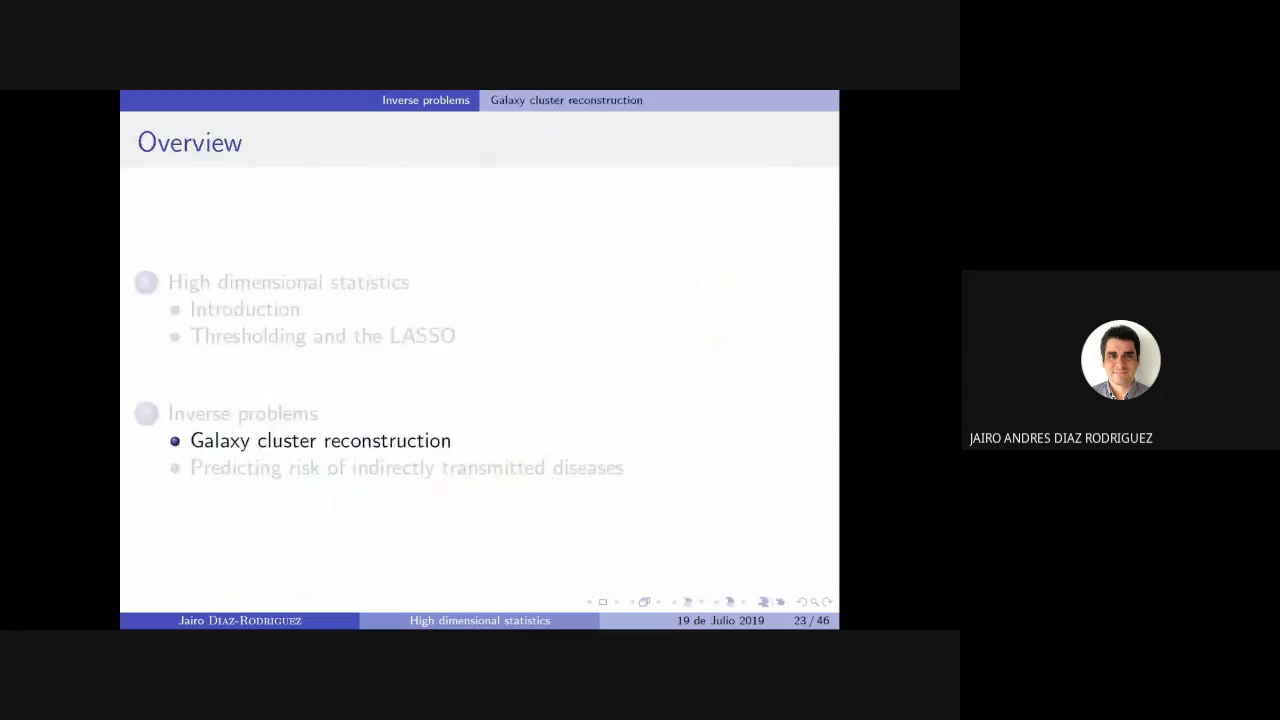 Inverse problems Galaxy cluster reconstruction
Overview
High dimensional statistics
Introduction
Thresholding and the LASSO
Inverse problems
Galaxy cluster reconstruction
Predicting risk of indirectly transmitted diseases
Jairo DIAZ-RODRIGUEZ High dimensional statistics 19 de Julio 2019 23 / 46
JAIRO ANDRES DIAZ RODRIGUEZ